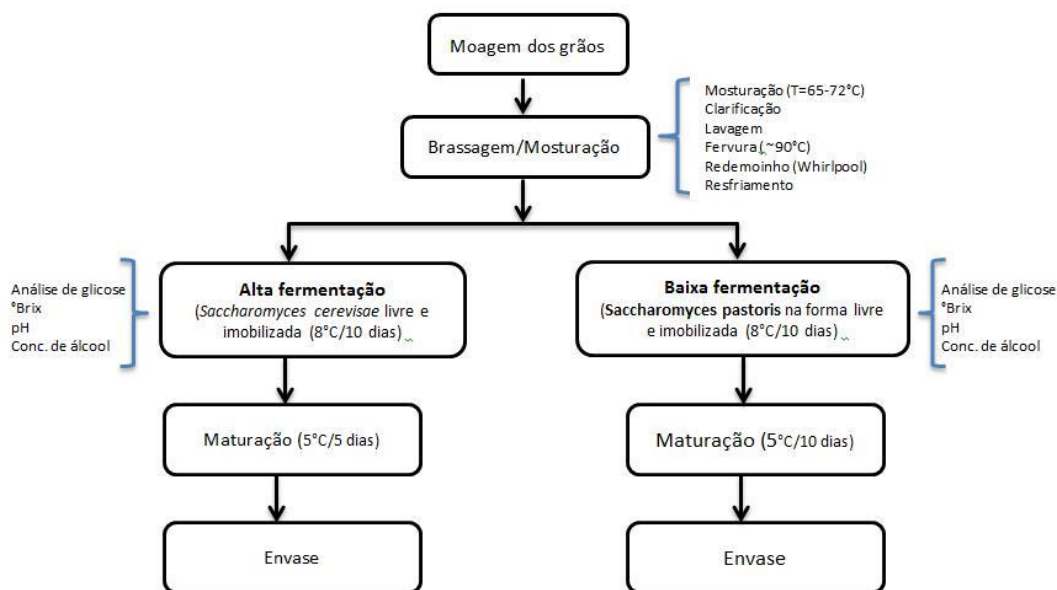 Moagem dos grãos
Brassagem/Mosturação
Mosturação (T=65-72°C)
Clarificação
Lavagem
Fervura (~90°C)
Redemoinho (Whirlpool)
Resfriamento
Análise de glicose
°Brix
pH
Conc. de álcool
Alta fermentação
(Saccharomyces cerevisae livre e
imobilizada (8°C/10 dias)
Baixa fermentação
(Saccharomyces pastoris na forma livre
e imobilizada (8°C/10 dias)
Análise de glicose
°Brix
pH
Conc. de álcool
Maturação (5°C/5 dias)
Maturação (5°C/10 dias)
Envase
Envase